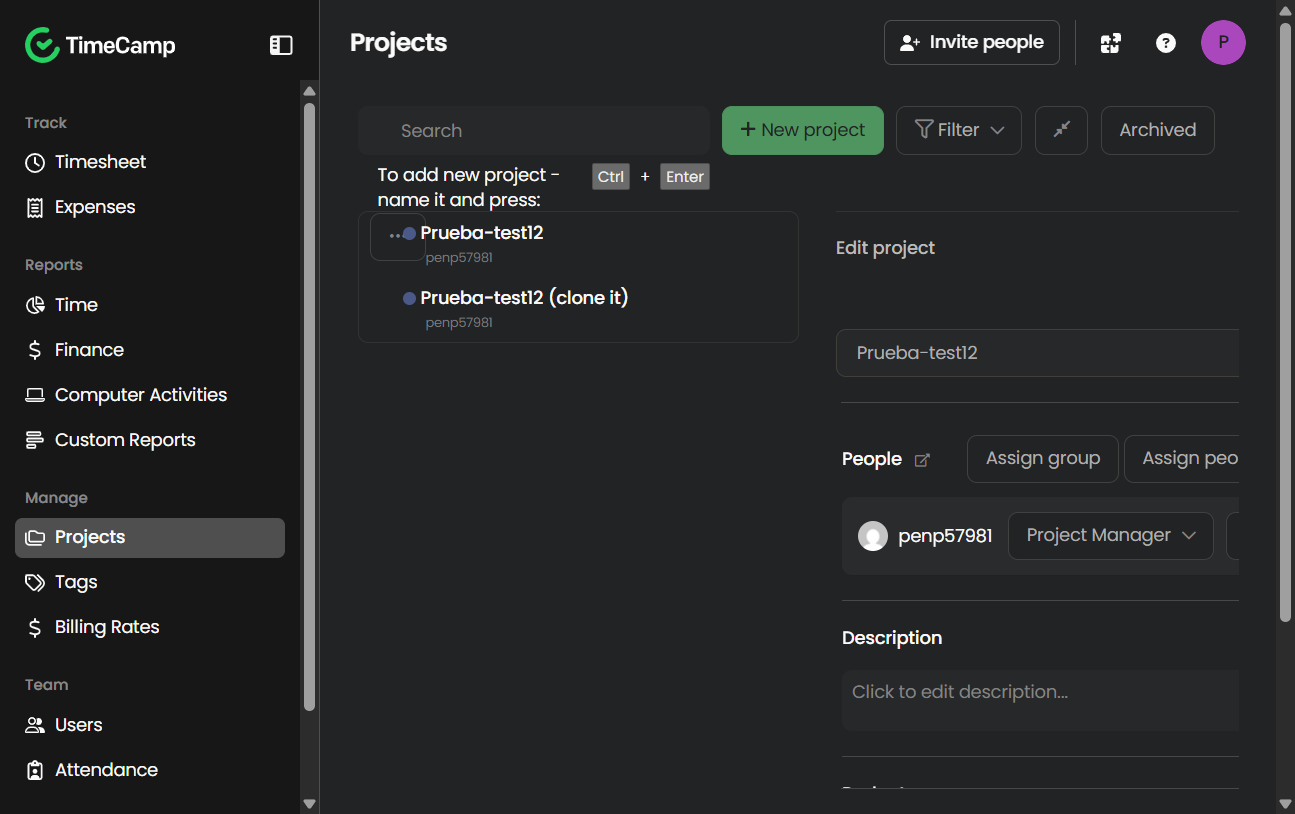 TimeCamp
Projects
Invite people
P
Track
Timesheet
Expenses
Reports
Time
Finance
Computer Activities
Custom Reports
Manage
Projects
Tags
Billing Rates
Team
Users
Attendance
Search
+ New project
Filter
Archived
To add new project -
name it and press:
Ctrl + Enter
Prueba-test12
penp57981
Prueba-test12 (clone it)
penp57981
Edit project
Prueba-test12
People
Assign group
Assign peo
penp57981
Project Manager
Description
Click to edit description...